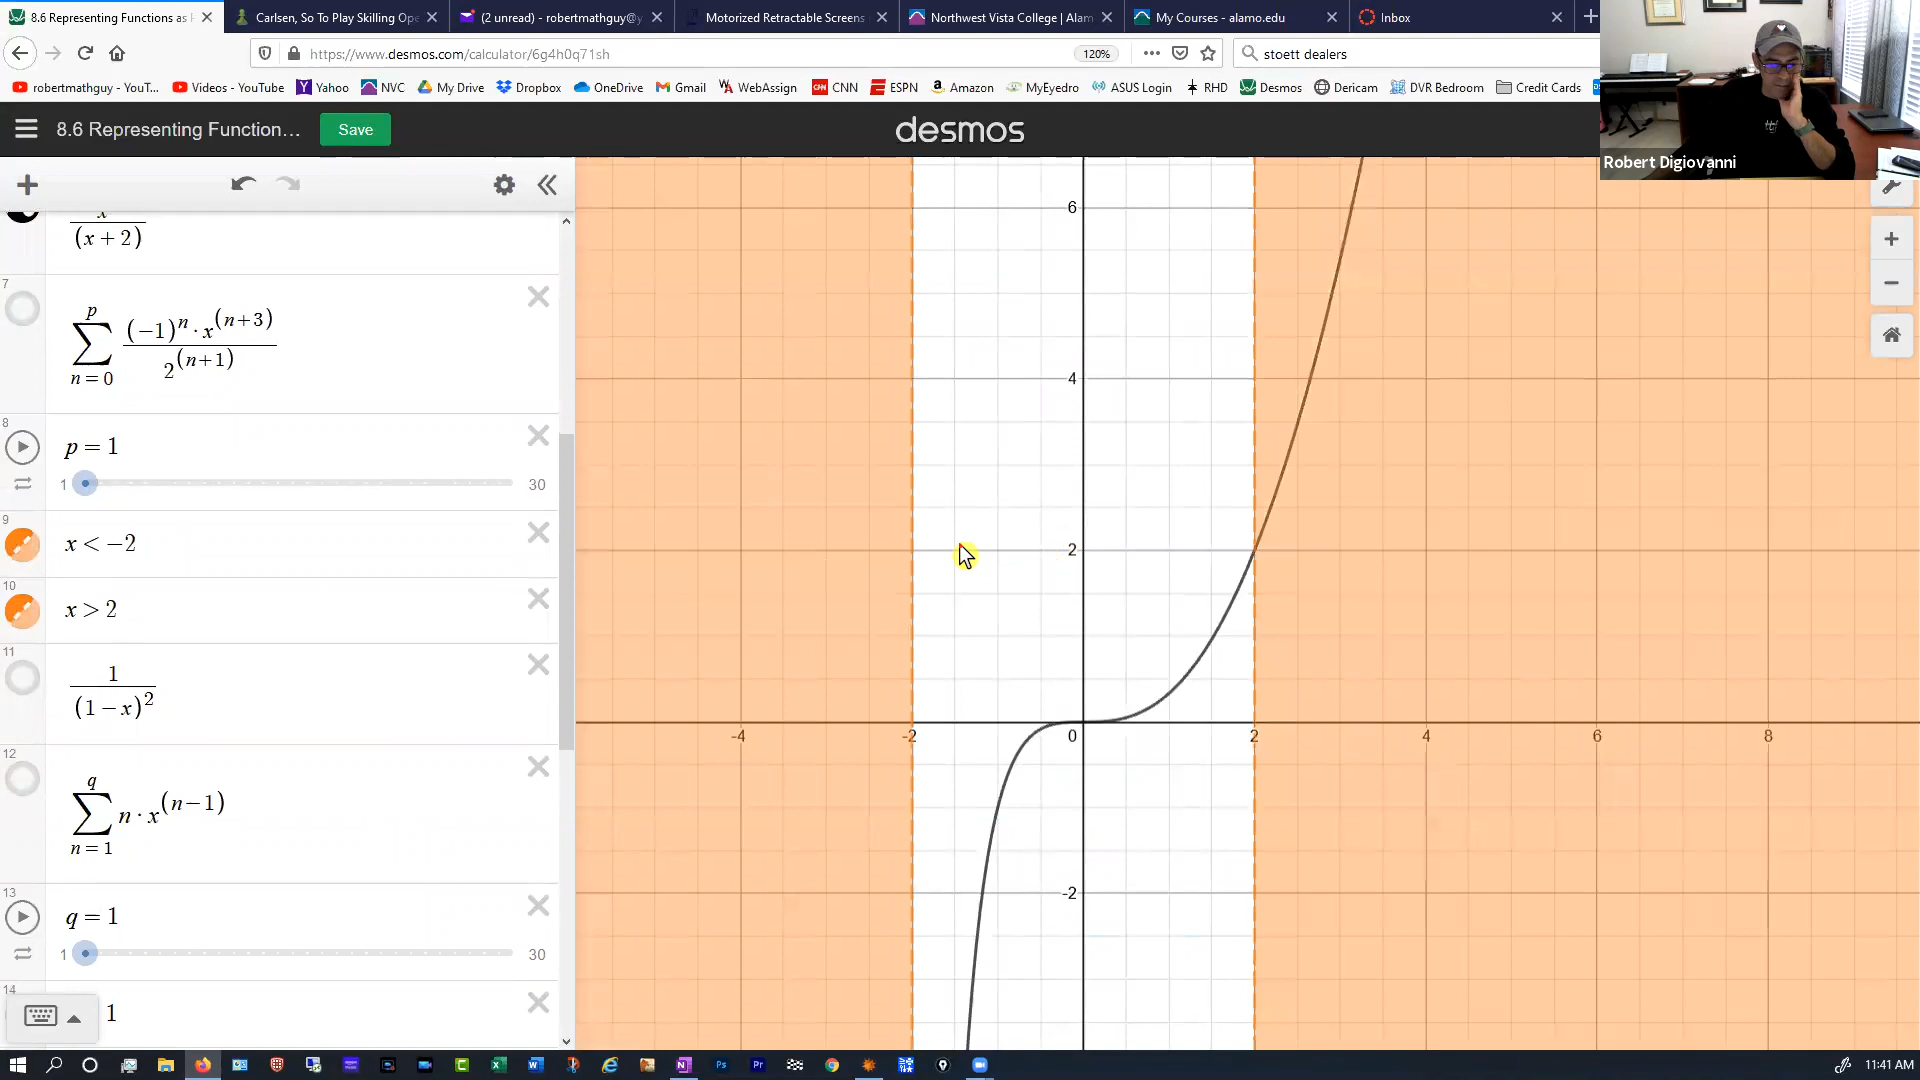 8.6 Representing Functions as
Carlsen, So To Play Skilling Ope
(2 unread) - robertmathguy@y
Motorized Retractable Screens
Northwest Vista College | Alam
My Courses - alamo.edu
Inbox
https://www.desmos.com/calculator/6g4h0q71sh
120%
stoett dealers
robertmathguy - YouT...
Videos - YouTube
Yahoo
NVC
My Drive
Dropbox
OneDrive
Gmail
WebAssign
CNN
ESPN
Amazon
MyEyedro
ASUS Login
RHD
Desmos
Dericam
DVR Bedroom
Credit Cards
8.6 Representing Function...
Save
desmos
Robert Digiovanni
x/(x + 2)
7
∑_{n = 0}^{p} ((−1)^n · x^(n+3))/(2^(n+1))
8
p = 1
1
30
9
x < −2
10
x > 2
11
1/(1 − x)^2
12
∑_{n = 1}^{q} n · x^(n−1)
13
q = 1
1
30
14
1
6
4
2
-4
-2
0
2
4
6
8
-2
11:41 AM